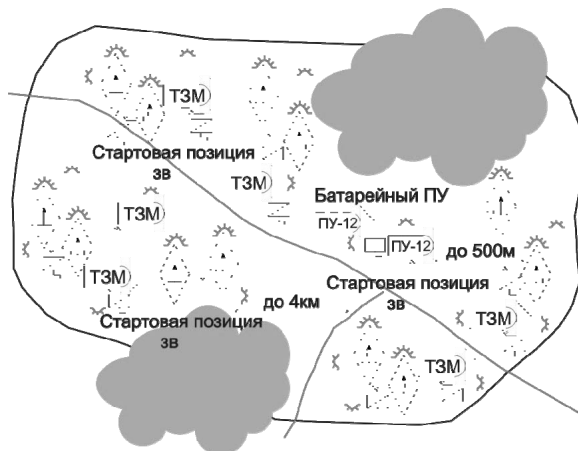 ТЗМ
Стартовая позиция
зв
ТЗМ
Батарейный ПУ
ТЗМ
ПУ-12
ПУ-12
до 500м
ТЗМ
Стартовая позиция
зв
до 4км
Стартовая позиция
зв
ТЗМ
ТЗМ